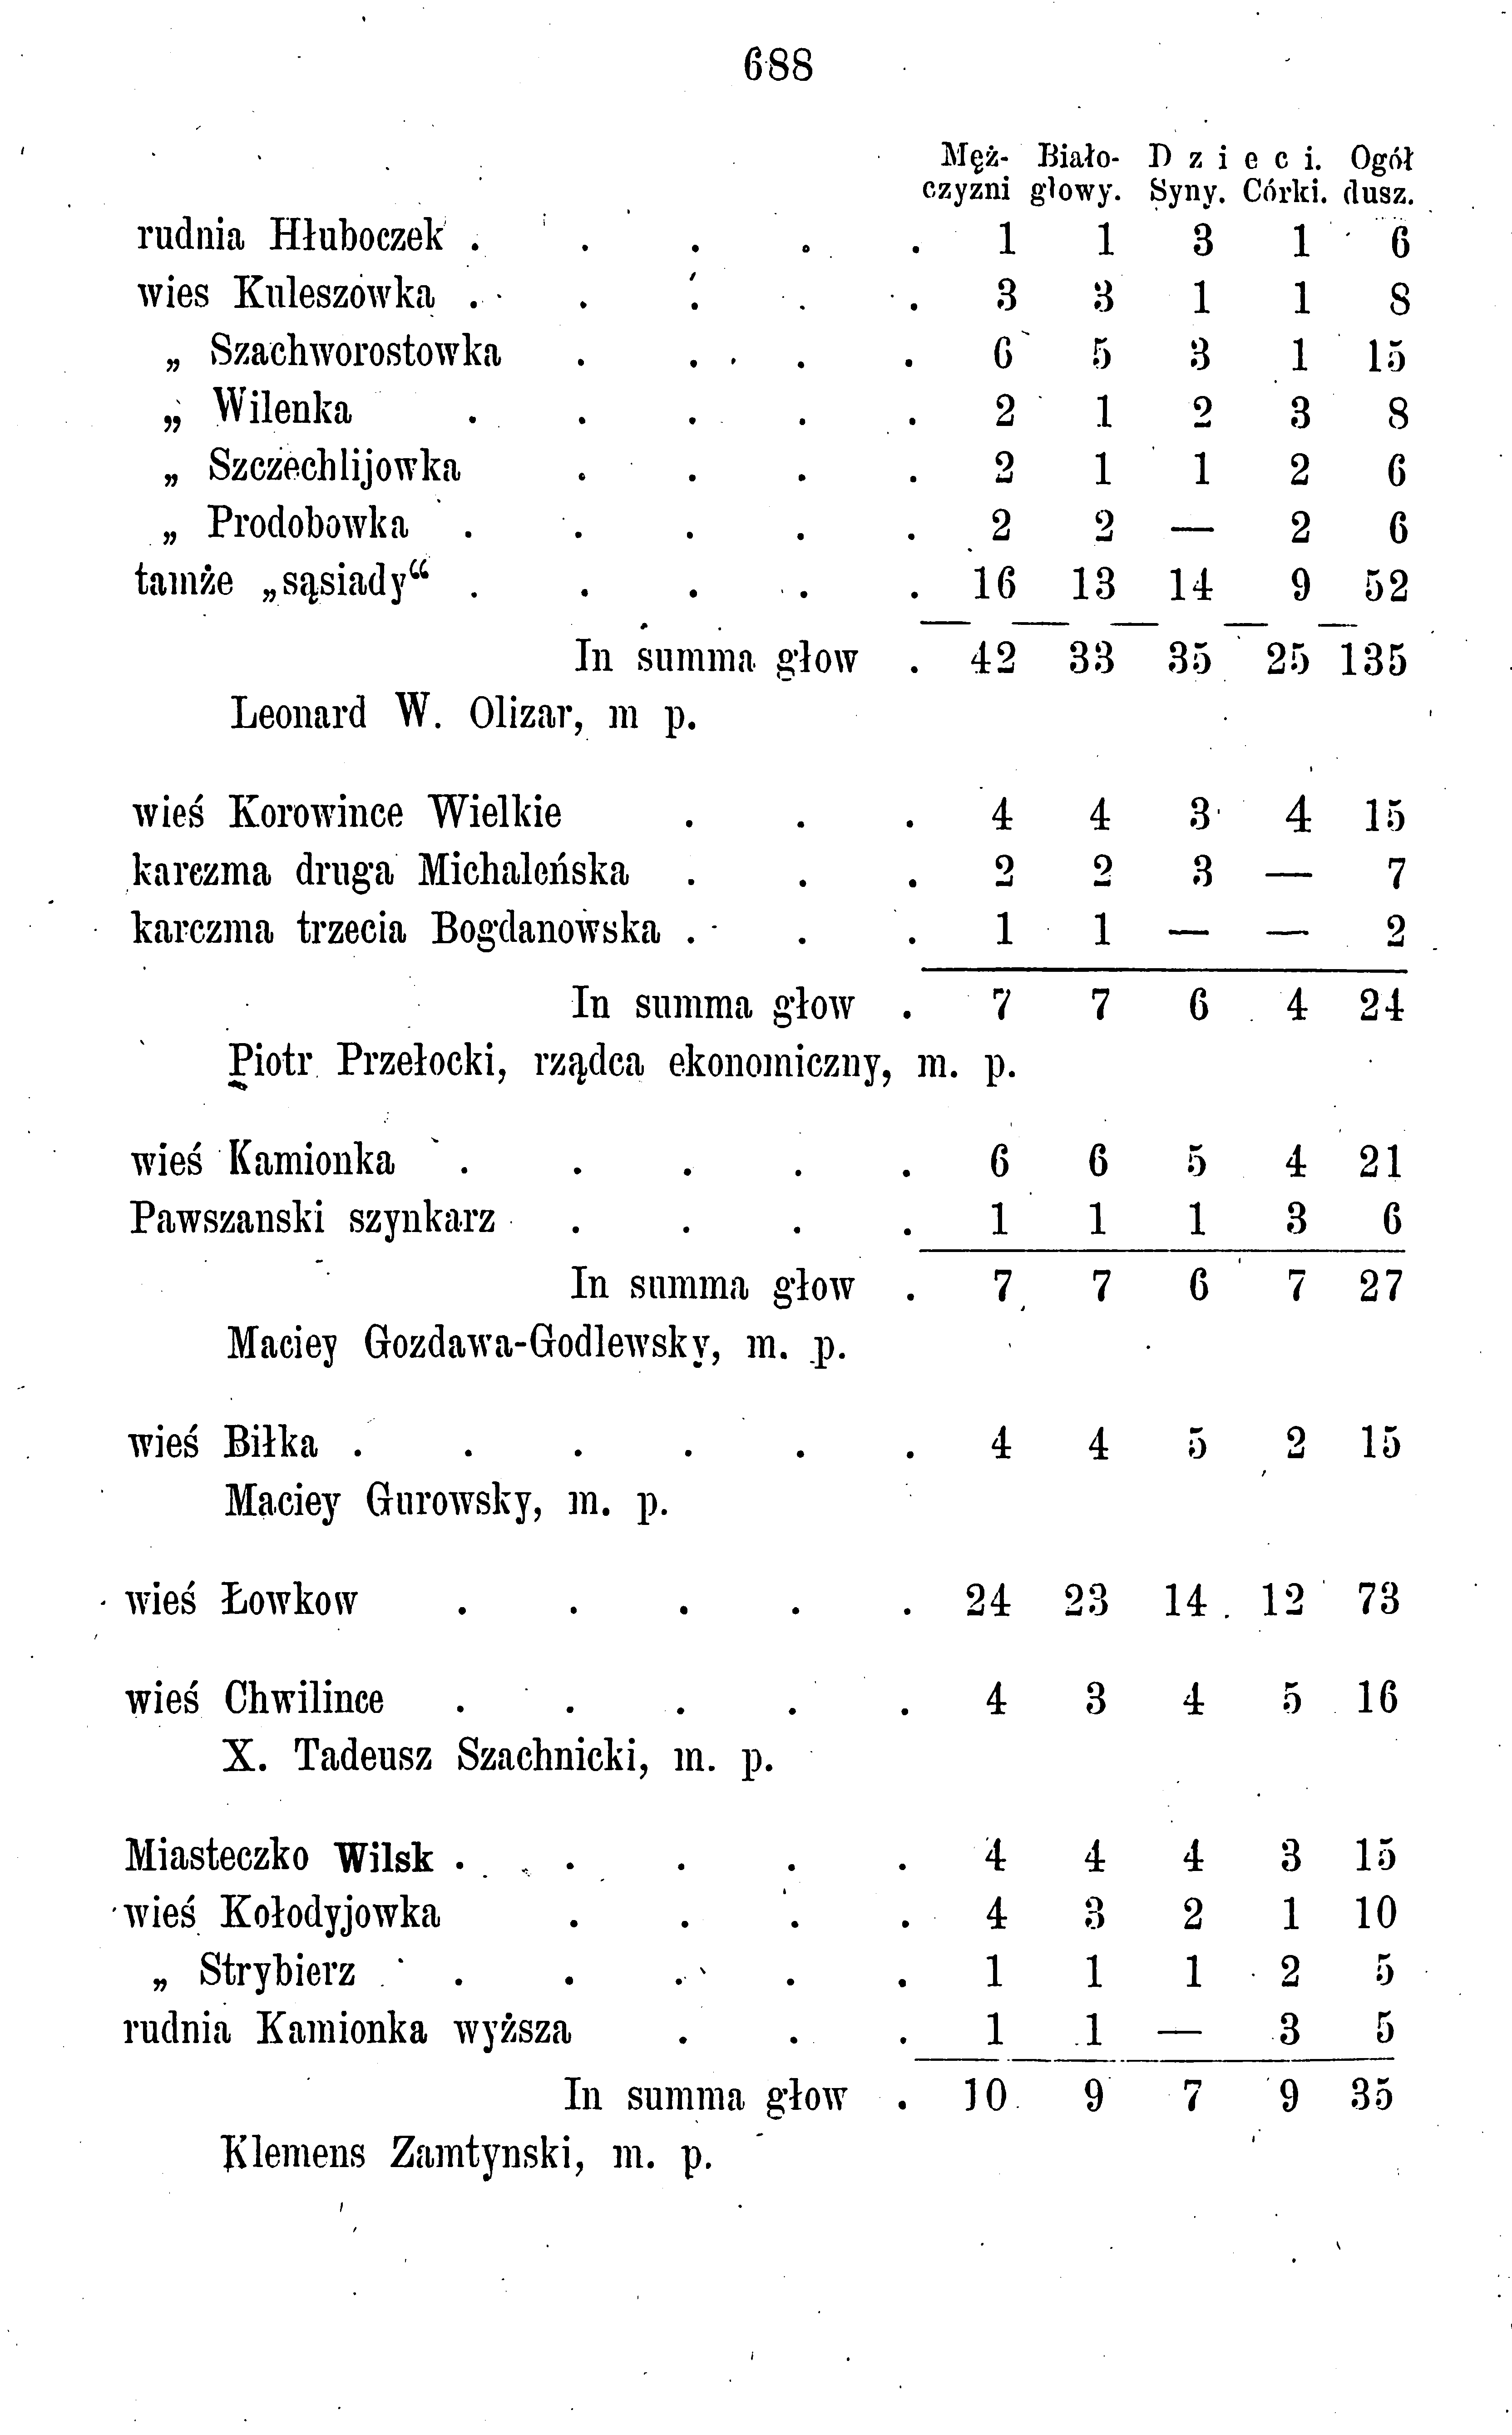 688
Męż- Biało- Dzieci. Ogół
czyzni głowy. Syny. Córki. dusz.
rudnia Hłuboczek . . . . . 1 1 3 1 6
wies Kuleszowka . . . . . 3 3 1 1 8
„ Szachworostowka . . . . 6 5 3 1 15
„ Wilenka . . . . . 2 1 2 3 8
„ Szczechlijowka . . . . 2 1 1 2 6
„ Prodobowka . . . . . 2 2 — 2 6
tamże „sąsiady“ . . . . . 16 13 14 9 52
In summa głow . 42 33 35 25 135
Leonard W. Olizar, m p.
wieś Korowince Wielkie . . . 4 4 3 4 15
karczma druga Michaleńska . . . 2 2 3 — 7
karczma trzecia Bogdanowska . . . 1 1 — — 2
In summa głow . 7 7 6 4 24
Piotr Przełocki, rządca ekonomiczny, m. p.
wieś Kamionka . . . . . 6 6 5 4 21
Pawszanski szynkarz . . . . 1 1 1 3 6
In summa głow . 7 7 6 7 27
Maciey Gozdawa-Godlewsky, m. p.
wieś Biłka . . . . . . 4 4 5 2 15
Maciey Gurowsky, m. p.
wieś Łowkow . . . . . 24 23 14 12 73
wieś Chwilince . . . . . 4 3 4 5 16
X. Tadeusz Szachnicki, m. p.
Miasteczko Wilsk . . . . . 4 4 4 3 15
wieś Kołodyjowka . . . . 4 3 2 1 10
„ Strybierz . . . . . 1 1 1 2 5
rudnia Kamionka wyższa . . . 1 1 — 3 5
In summa głow . 10 9 7 9 35
Klemens Zamtynski, m. p.